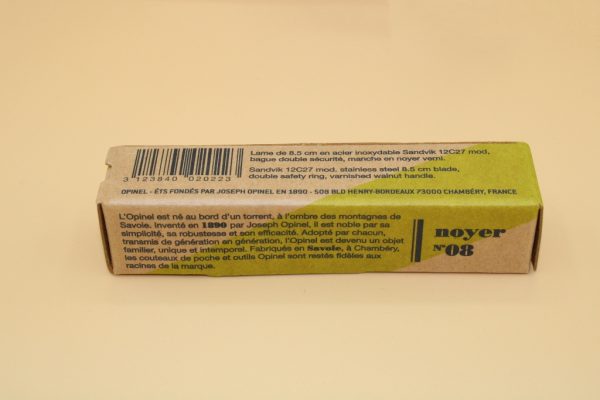 Lame de 8.5 cm en acier inoxydable Sandvik 12C27 mod,
bague double sécurité, manche en noyer verni.
Sandvik 12C27 mod. stainless steel 8.5 cm blade,
double safety ring, varnished walnut handle.
3 123840 020223
OPINEL - ÉTS FONDÉS PAR JOSEPH OPINEL EN 1890 - 508 BLD HENRY-BORDEAUX 73000 CHAMBÉRY, FRANCE
L'Opinel est né au bord d'un torrent, à l'ombre des montagnes de
Savoie. Inventé en 1890 par Joseph Opinel, il est noble par sa
simplicité, sa robustesse et son efficacité. Adopté par chacun,
transmis de génération en génération, l'Opinel est devenu un objet
familier, unique et intemporel. Fabriqués en Savoie, à Chambéry,
les couteaux de poche et outils Opinel sont restés fidèles aux
racines de la marque.
noyer
N°08